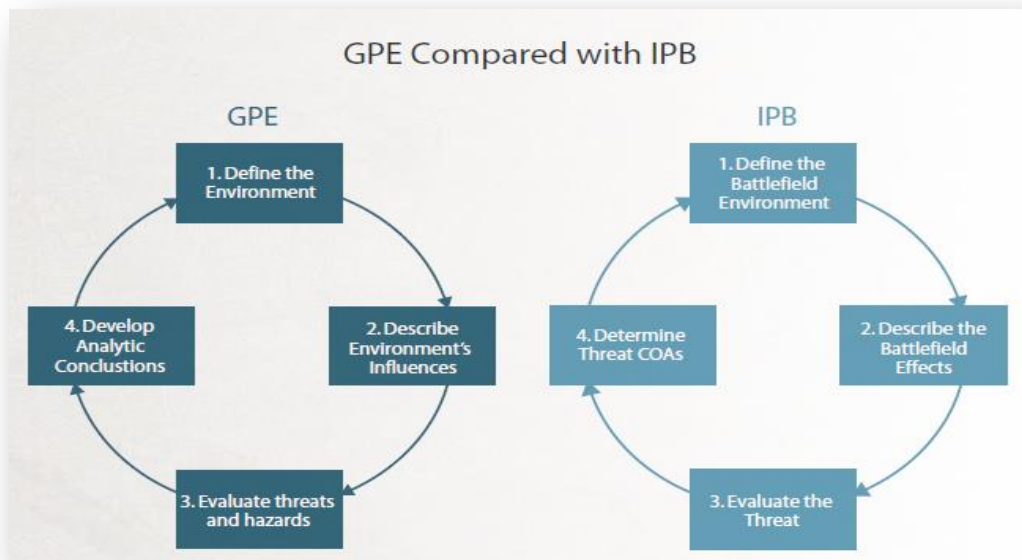 GPE Compared with IPB
GPE
1. Define the
Environment
2. Describe
Environment's
Influences
3. Evaluate threats
and hazards
4. Develop
Analytic
Conclustions
IPB
1. Define the
Battlefield
Environment
2. Describe the
Battlefield
Effects
3. Evaluate the
Threat
4. Determine
Threat COAs